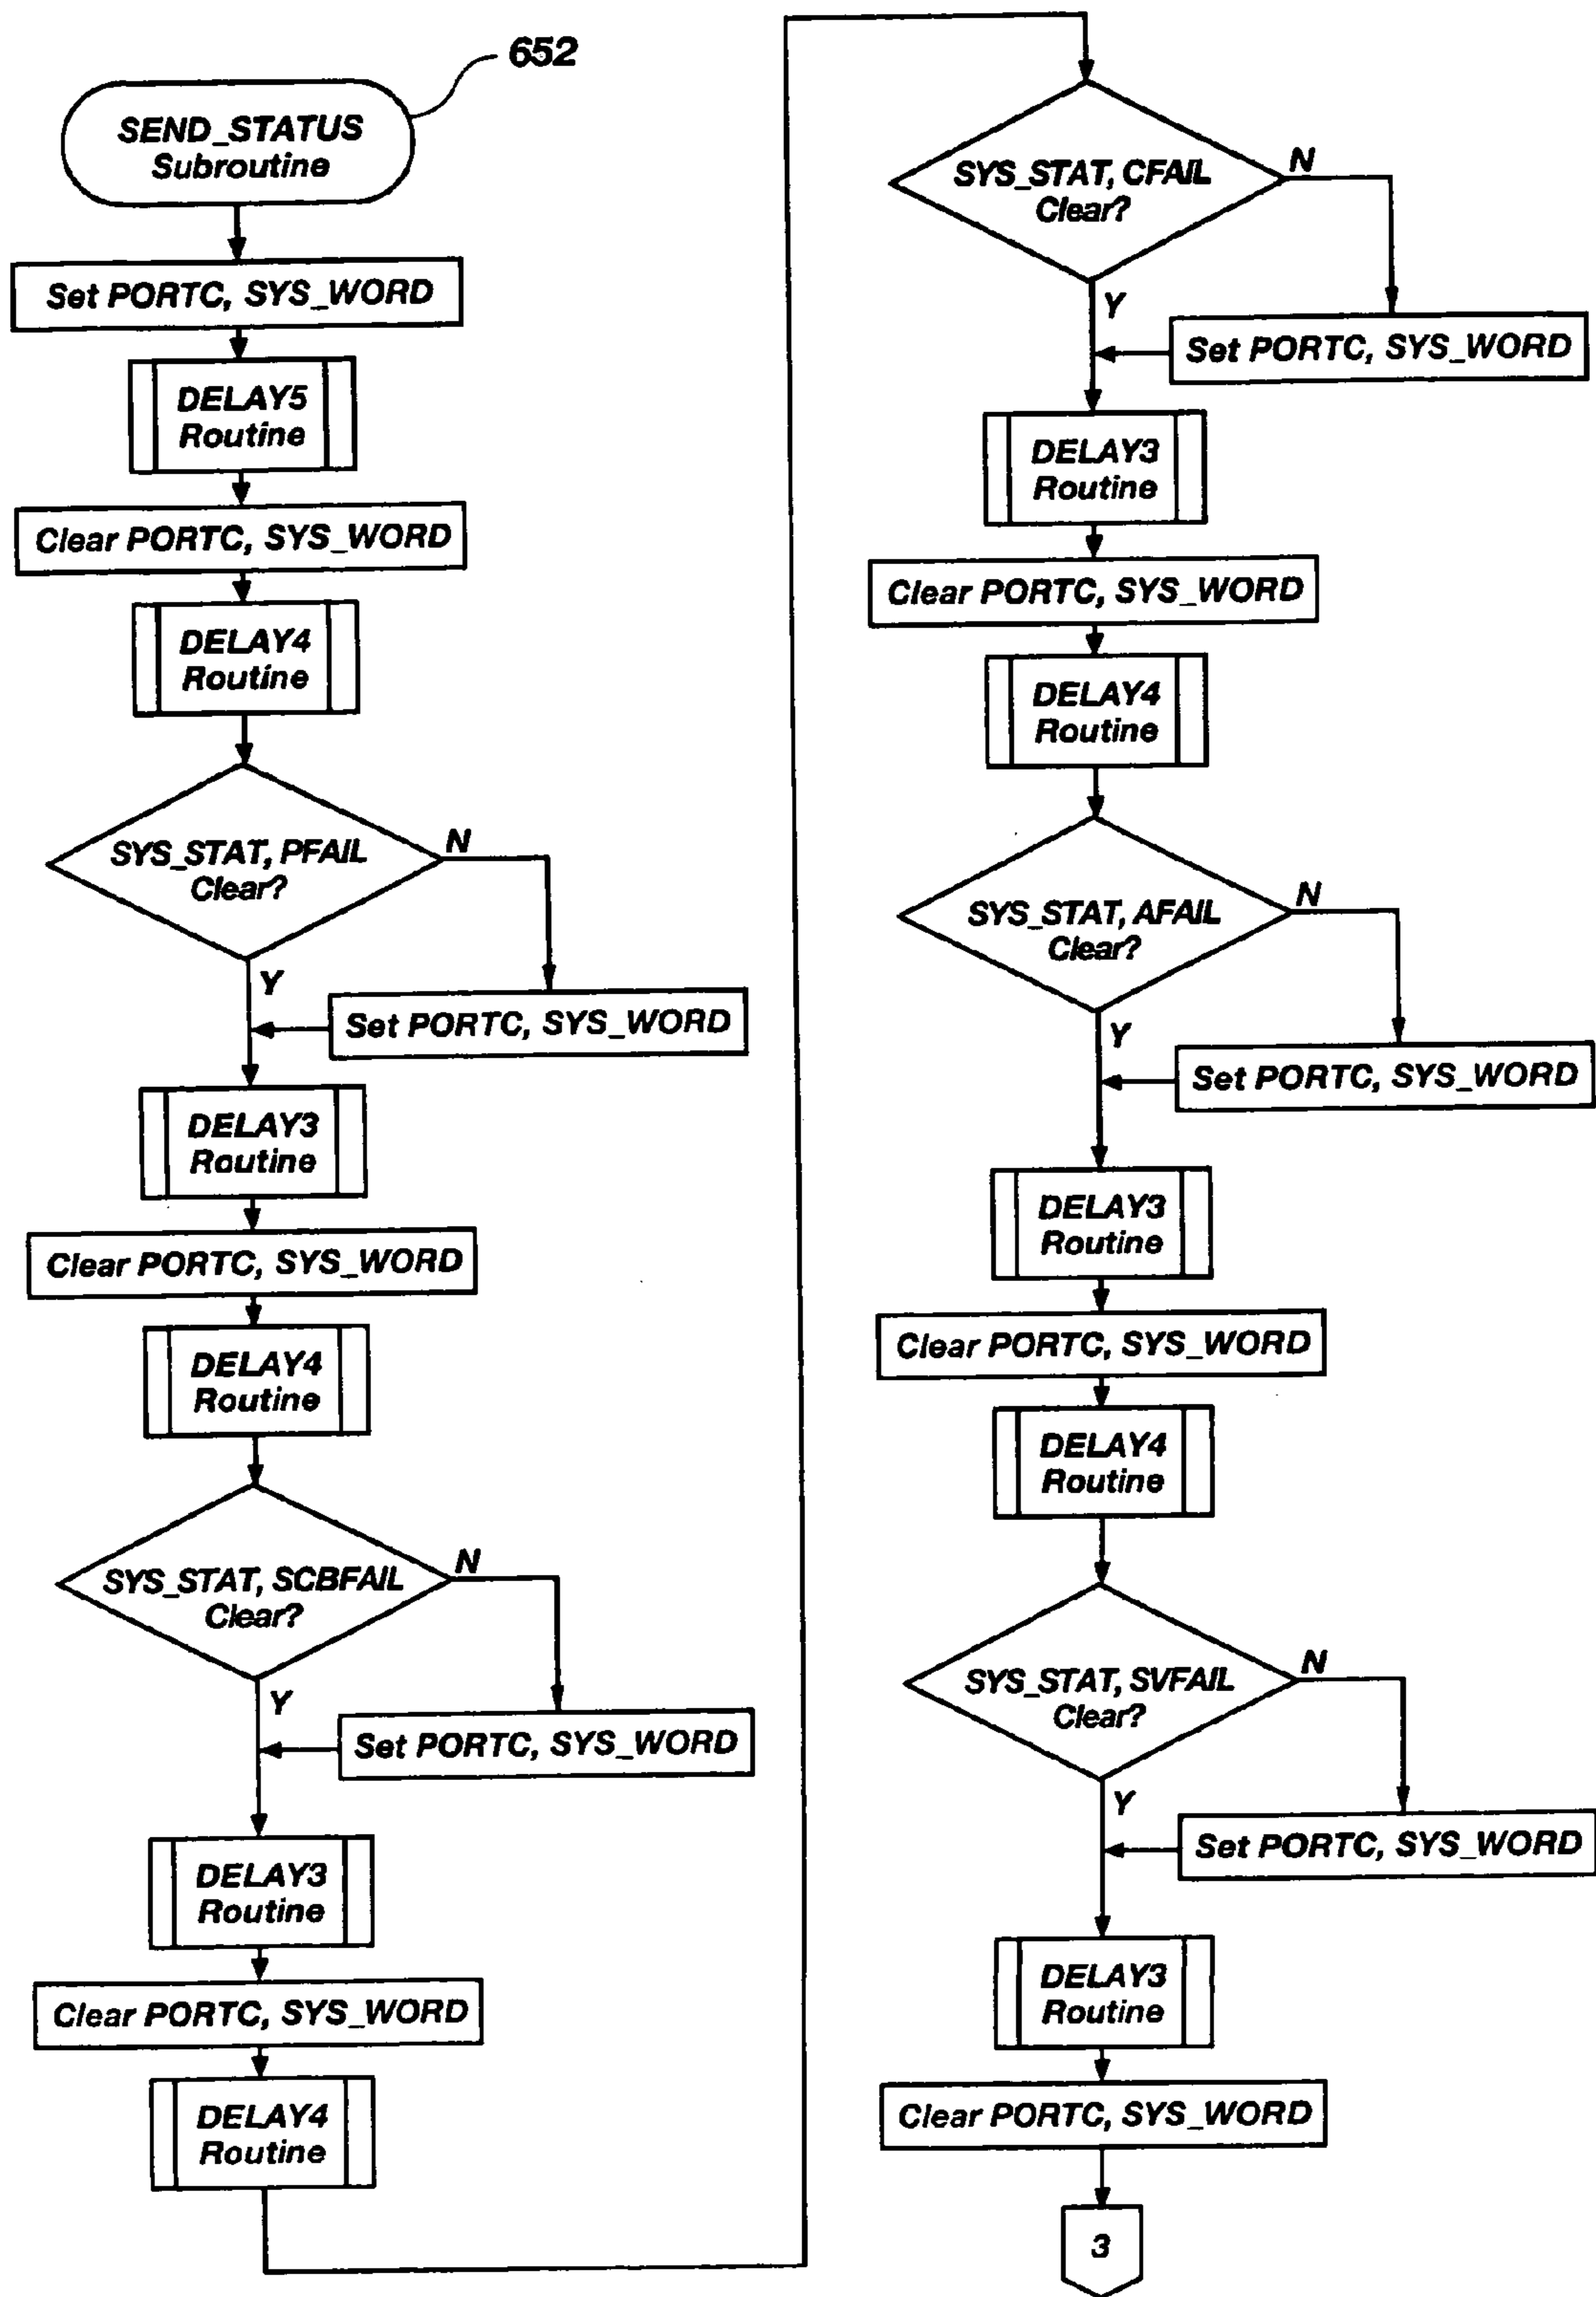 652
SEND_STATUS
Subroutine
Set PORTC, SYS_WORD
DELAY5
Routine
Clear PORTC, SYS_WORD
DELAY4
Routine
SYS_STAT, PFAIL
Clear?
N
Y
Set PORTC, SYS_WORD
DELAY3
Routine
Clear PORTC, SYS_WORD
DELAY4
Routine
SYS_STAT, SCBFAIL
Clear?
N
Y
Set PORTC, SYS_WORD
DELAY3
Routine
Clear PORTC, SYS_WORD
DELAY4
Routine
SYS_STAT, CFAIL
Clear?
N
Y
Set PORTC, SYS_WORD
DELAY3
Routine
Clear PORTC, SYS_WORD
DELAY4
Routine
SYS_STAT, AFAIL
Clear?
N
Y
Set PORTC, SYS_WORD
DELAY3
Routine
Clear PORTC, SYS_WORD
DELAY4
Routine
SYS_STAT, SVFAIL
Clear?
N
Y
Set PORTC, SYS_WORD
DELAY3
Routine
Clear PORTC, SYS_WORD
3